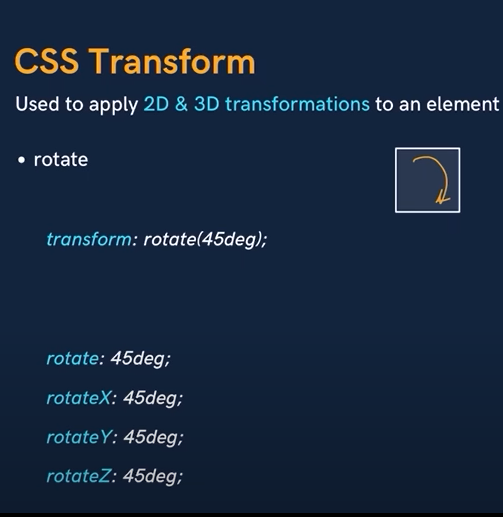 CSS Transform
Used to apply 2D & 3D transformations to an element
• rotate
transform: rotate(45deg);
rotate: 45deg;
rotateX: 45deg;
rotateY: 45deg;
rotateZ: 45deg;